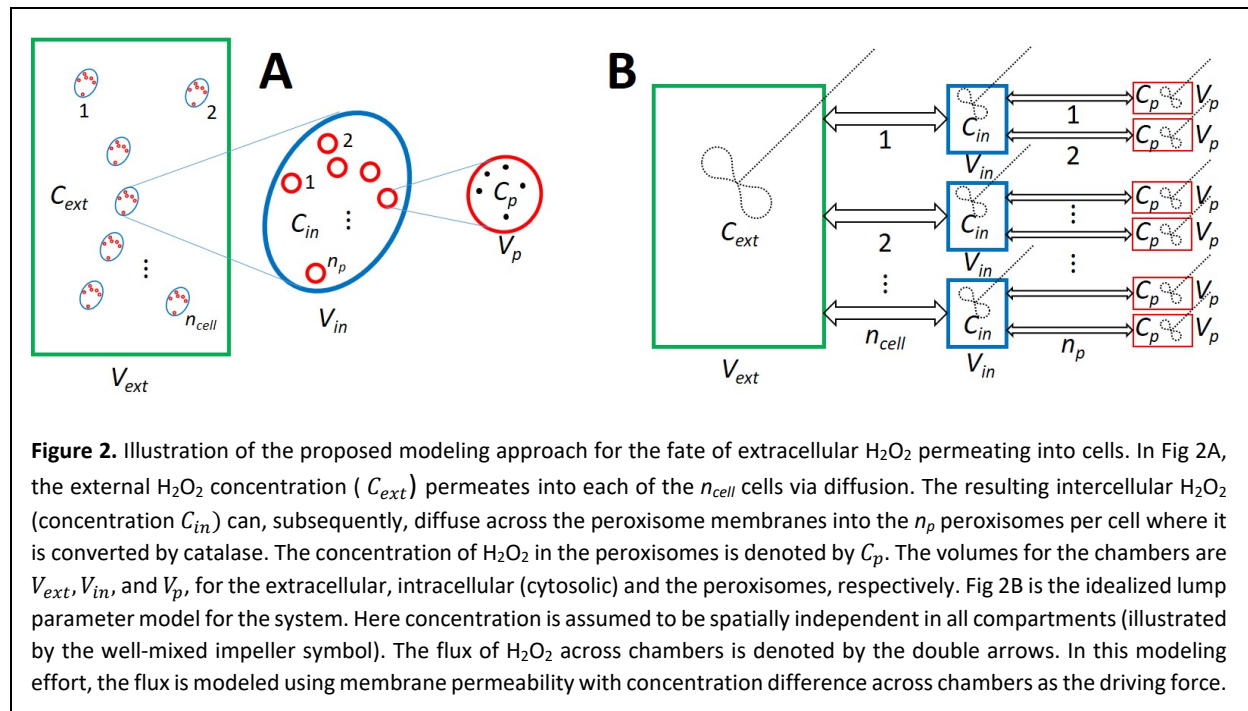 A
1
2
C_ext
⋮
n_cell
V_ext
2
1
C_in
⋮
n_p
V_in
C_p
V_p
B
C_ext
V_ext
1
2
⋮
n_cell
C_in
V_in
C_in
V_in
⋮
C_in
V_in
1
2
⋮
⋮
n_p
C_p V_p
C_p V_p
C_p V_p
C_p V_p
C_p V_p
C_p V_p
Figure 2. Illustration of the proposed modeling approach for the fate of extracellular H₂O₂ permeating into cells. In Fig 2A,
the external H₂O₂ concentration ( C_ext) permeates into each of the n_cell cells via diffusion. The resulting intercellular H₂O₂
(concentration C_in) can, subsequently, diffuse across the peroxisome membranes into the n_p peroxisomes per cell where it
is converted by catalase. The concentration of H₂O₂ in the peroxisomes is denoted by C_p. The volumes for the chambers are
V_ext, V_in, and V_p, for the extracellular, intracellular (cytosolic) and the peroxisomes, respectively. Fig 2B is the idealized lump
parameter model for the system. Here concentration is assumed to be spatially independent in all compartments (illustrated
by the well-mixed impeller symbol). The flux of H₂O₂ across chambers is denoted by the double arrows. In this modeling
effort, the flux is modeled using membrane permeability with concentration difference across chambers as the driving force.